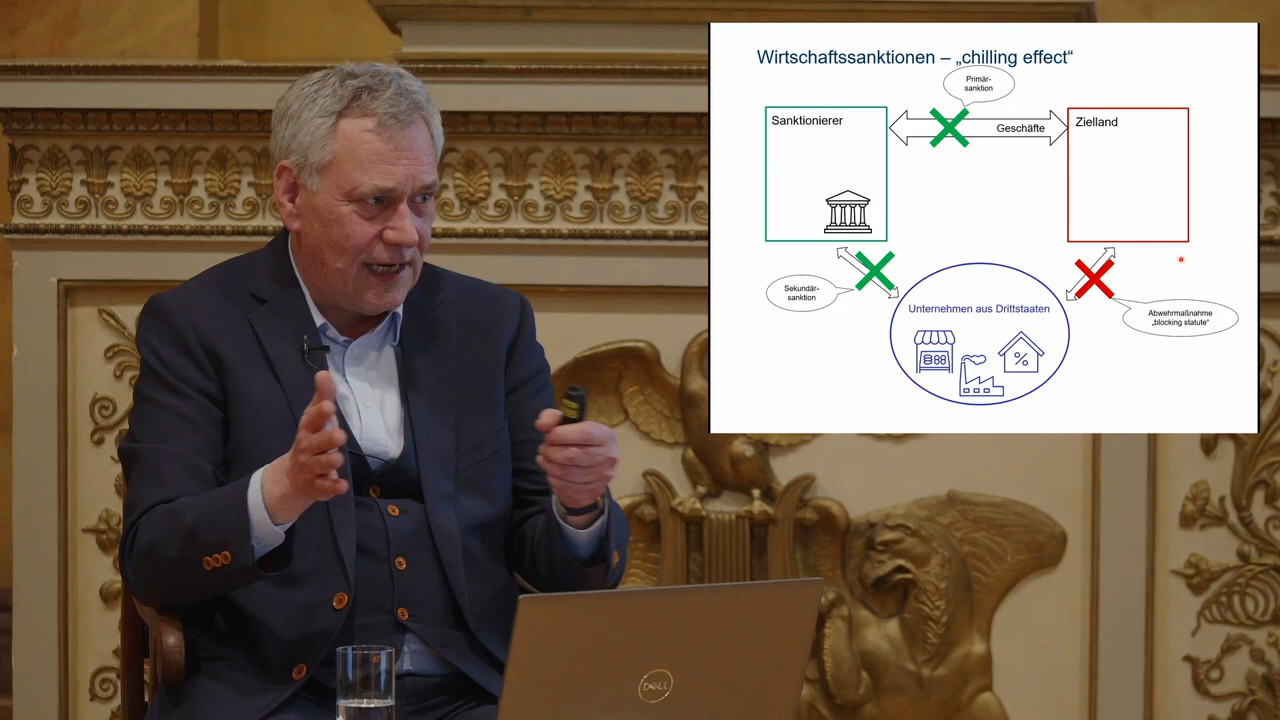 Wirtschaftssanktionen – „chilling effect“
Primär-
sanktion
Sanktionierer
Geschäfte
Zielland
Sekundär-
sanktion
Unternehmen aus Drittstaaten
Abwehrmaßnahme
„blocking statute“
DELL